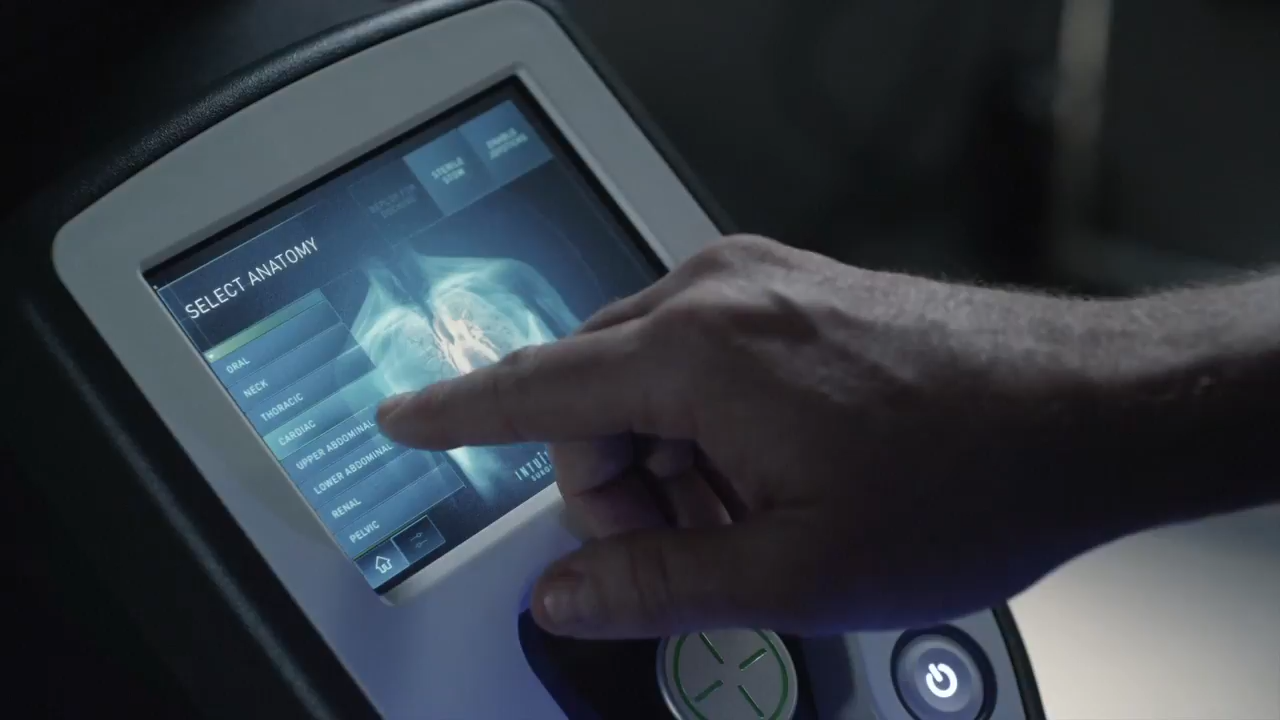 STERILE
STOW
SELECT ANATOMY
ORAL
NECK
THORACIC
CARDIAC
UPPER ABDOMINAL
LOWER ABDOMINAL
RENAL
PELVIC